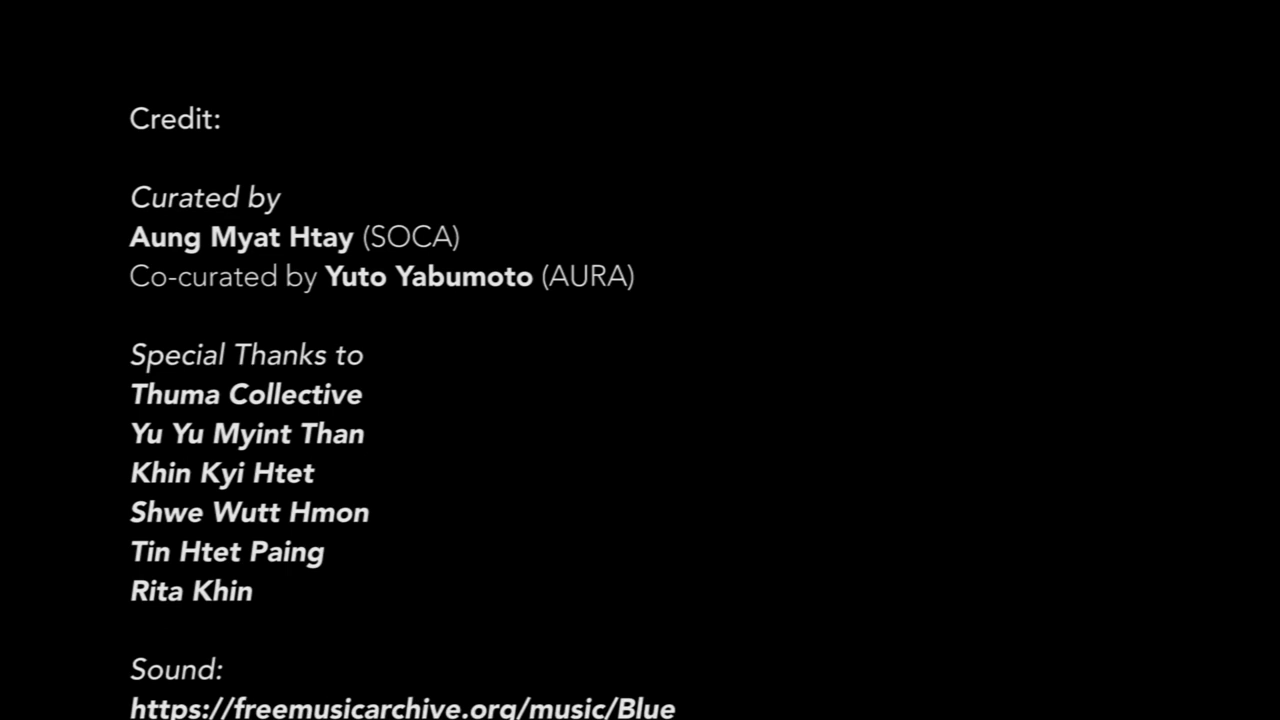 Credit:
Curated by
Aung Myat Htay (SOCA)
Co-curated by Yuto Yabumoto (AURA)
Special Thanks to
Thuma Collective
Yu Yu Myint Than
Khin Kyi Htet
Shwe Wutt Hmon
Tin Htet Paing
Rita Khin
Sound:
https://freemusicarchive.org/music/Blue